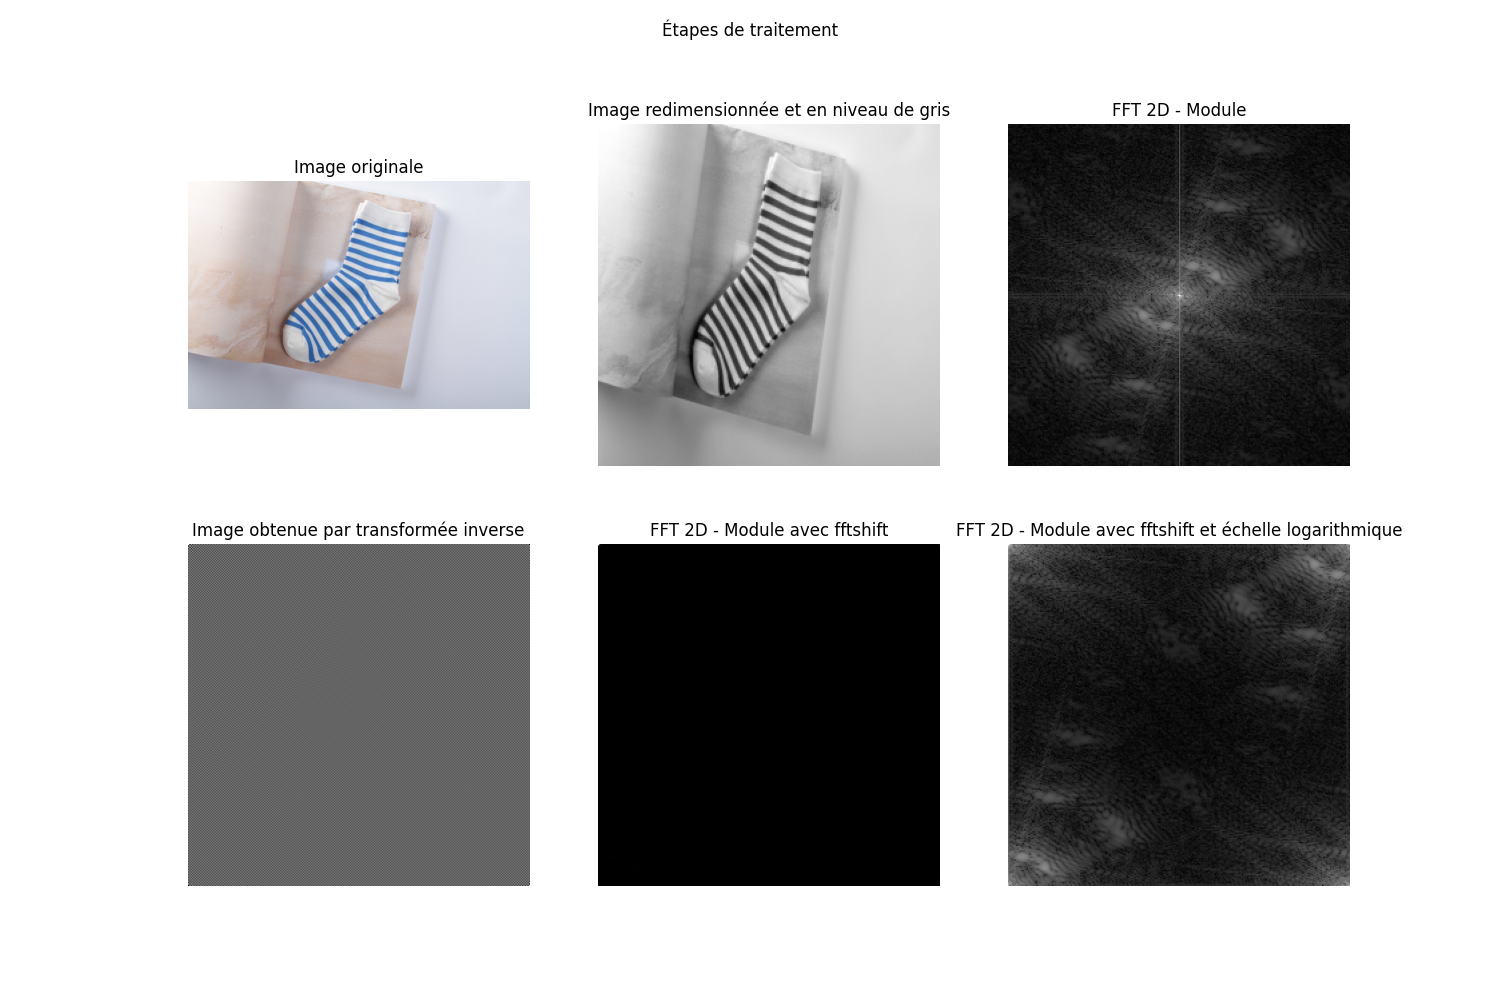 Étapes de traitement
Image originale
Image redimensionnée et en niveau de gris
FFT 2D - Module
Image obtenue par transformée inverse
FFT 2D - Module avec fftshift
FFT 2D - Module avec fftshift et échelle logarithmique